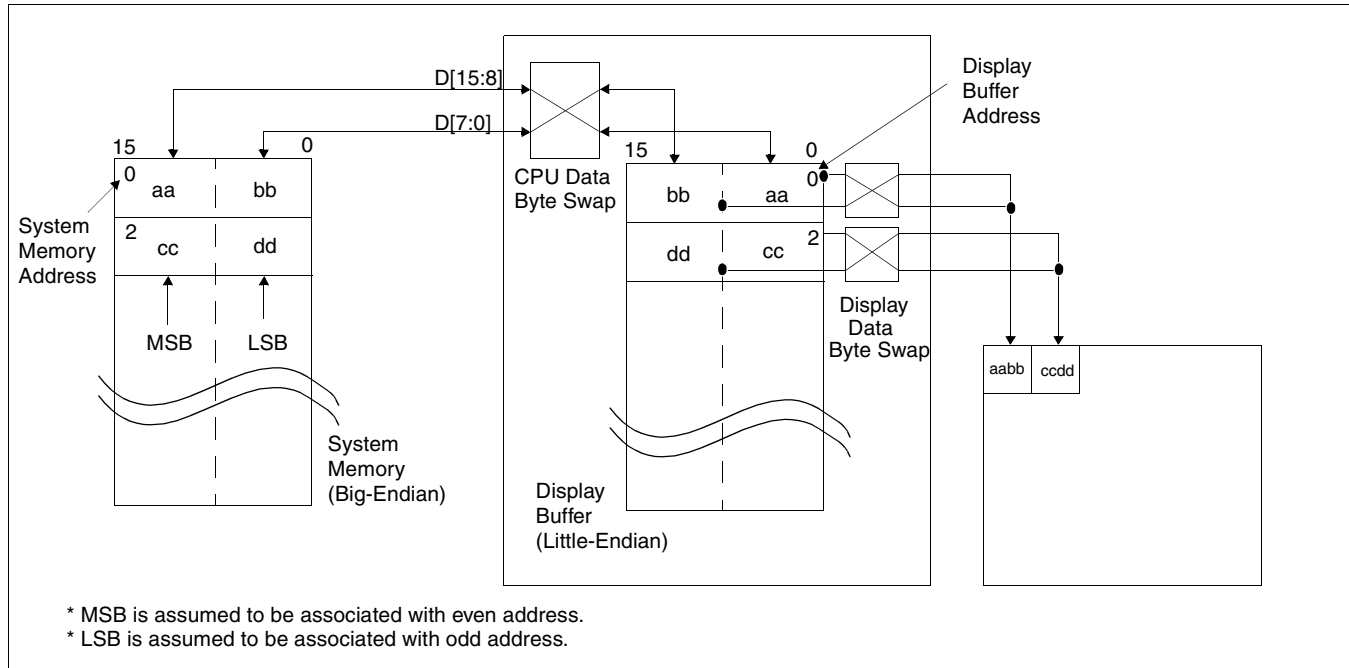 D[15:8]
D[7:0]
Display
Buffer
Address
15
0
15
0
CPU Data
Byte Swap
0
aa
bb
bb
aa
0
System
Memory
Address
2
cc
dd
dd
cc
2
MSB
LSB
Display
Data
Byte Swap
aabb
ccdd
System
Memory
(Big-Endian)
Display
Buffer
(Little-Endian)
* MSB is assumed to be associated with even address.
* LSB is assumed to be associated with odd address.